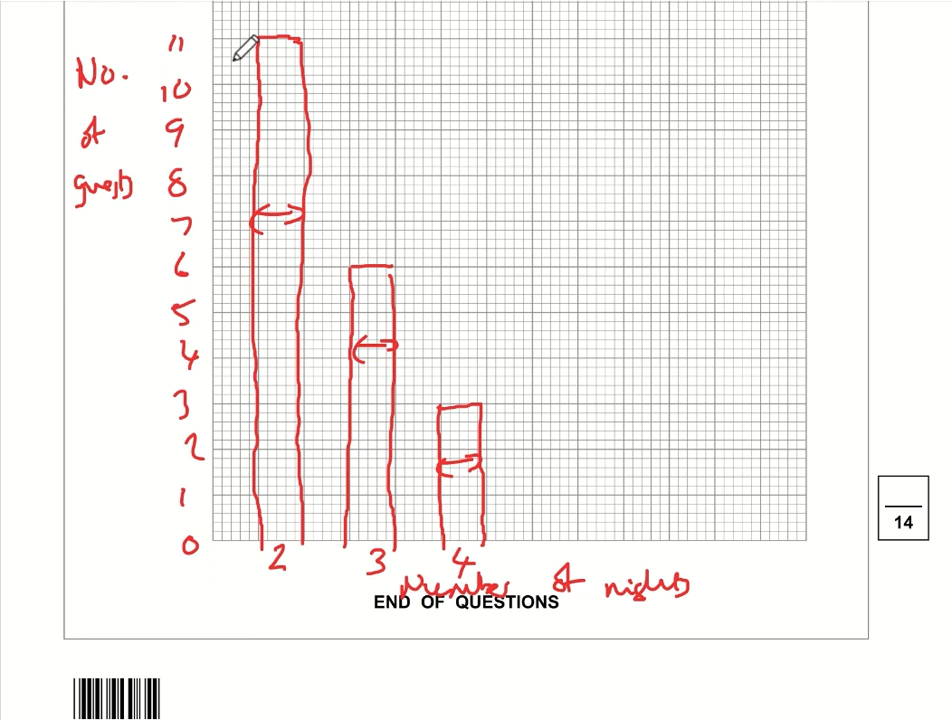 11
No. 10
of 9
guests 8
7
6
5
4
3
2
1
14
0
2 3 4
Number of nights
END OF QUESTIONS